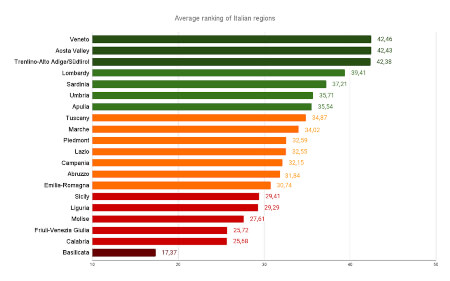 Average ranking of Italian regions
Veneto 42,46
Aosta Valley 42,43
Trentino-Alto Adige/Südtirol 42,38
Lombardy 39,41
Sardinia 37,21
Umbria 35,71
Apulia 35,54
Tuscany 34,87
Marche 34,02
Piedmont 32,59
Lazio 32,55
Campania 32,15
Abruzzo 31,84
Emilia-Romagna 30,74
Sicily 29,41
Liguria 29,29
Molise 27,61
Friuli-Venezia Giulia 25,72
Calabria 25,68
Basilicata 17,37
10 20 30 40 50